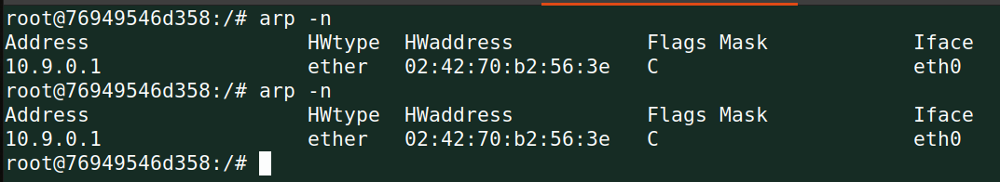 root@76949546d358:/# arp -n
Address                  HWtype  HWaddress           Flags Mask            Iface
10.9.0.1                 ether   02:42:70:b2:56:3e   C                     eth0
root@76949546d358:/# arp -n
Address                  HWtype  HWaddress           Flags Mask            Iface
10.9.0.1                 ether   02:42:70:b2:56:3e   C                     eth0
root@76949546d358:/#